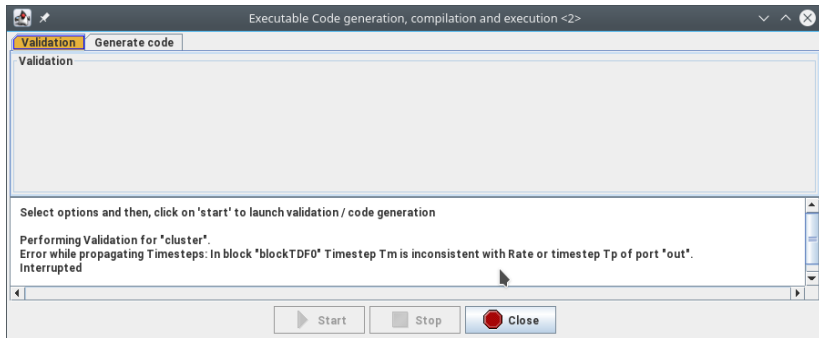 Executable Code generation, compilation and execution <2>
Validation Generate code
Validation
Select options and then, click on 'start' to launch validation / code generation
Performing Validation for "cluster".
Error while propagating Timesteps: In block "blockTDF0" Timestep Tm is inconsistent with Rate or timestep Tp of port "out".
Interrupted
Start Stop Close